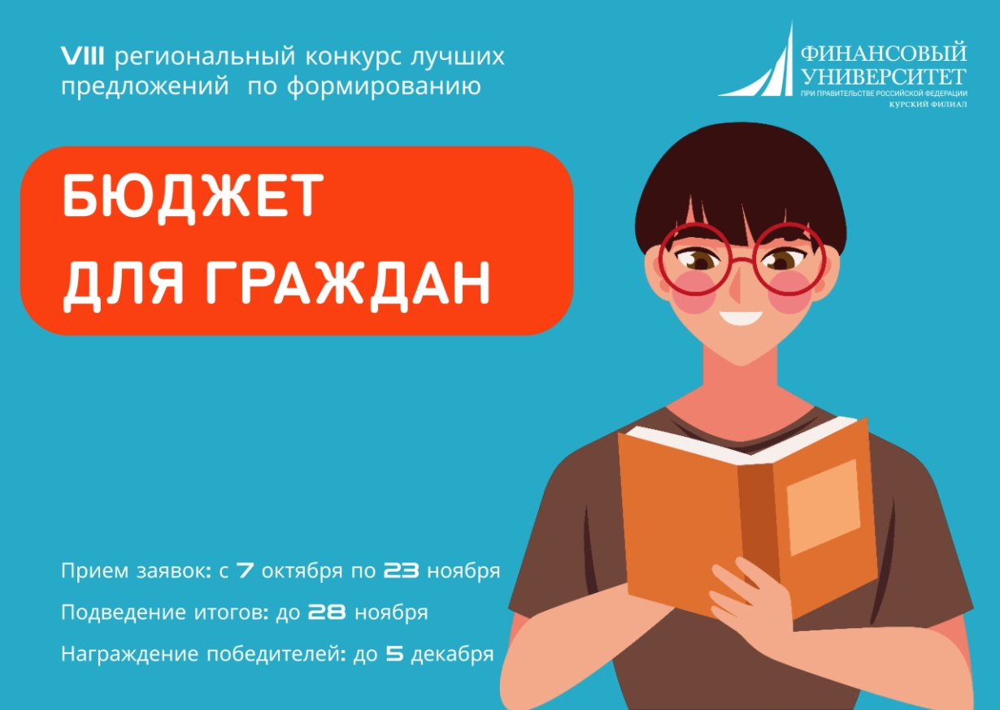 VIII региональный конкурс лучших
предложений по формированию
ФИНАНСОВЫЙ
УНИВЕРСИТЕТ
ПРИ ПРАВИТЕЛЬСТВЕ РОССИЙСКОЙ ФЕДЕРАЦИИ
КУРСКИЙ ФИЛИАЛ
БЮДЖЕТ
ДЛЯ ГРАЖДАН
Прием заявок: с 7 октября по 23 ноября
Подведение итогов: до 28 ноября
Награждение победителей: до 5 декабря